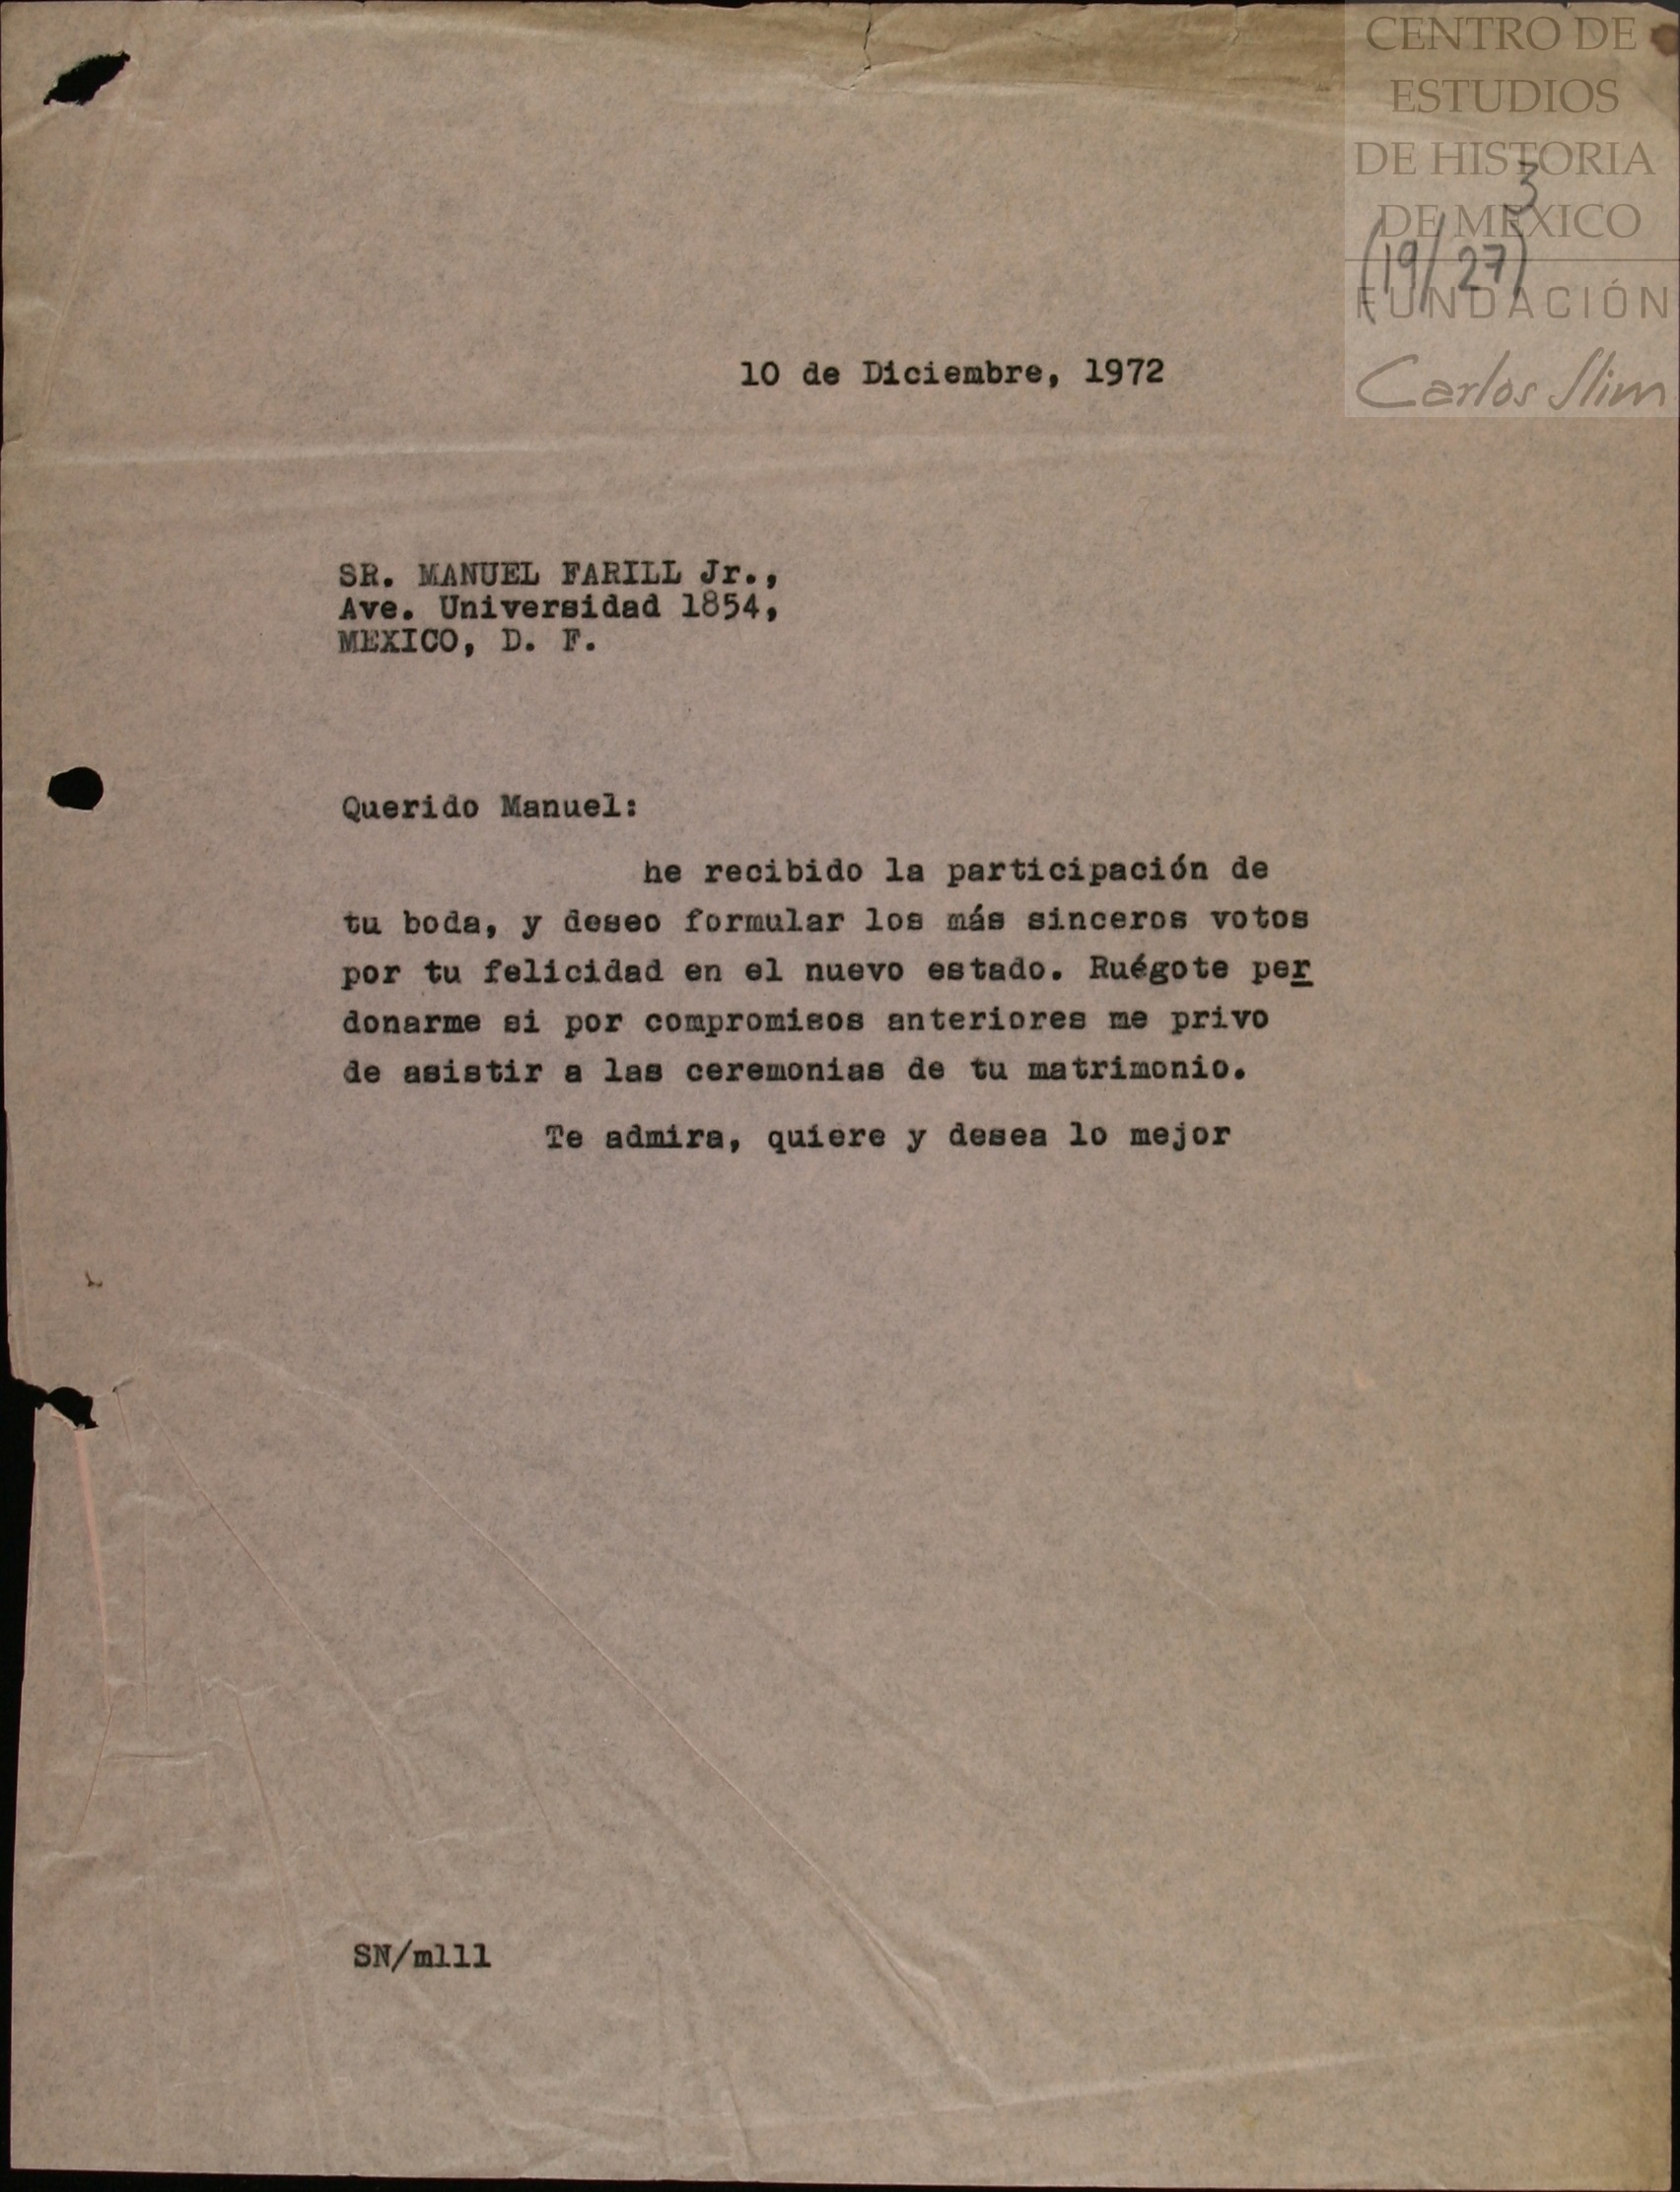 CENTRO DE
ESTUDIOS
DE HISTORIA
DE MEXICO
3
(19/27)
FUNDACIÓN
Carlos Slim
10 de Diciembre, 1972
SR. MANUEL FARILL Jr.,
Ave. Universidad 1854,
MEXICO, D. F.
Querido Manuel:
he recibido la participación de
tu boda, y deseo formular los más sinceros votos
por tu felicidad en el nuevo estado. Ruégote per
donarme si por compromisos anteriores me privo
de asistir a las ceremonias de tu matrimonio.
Te admira, quiere y desea lo mejor
SN/mlll